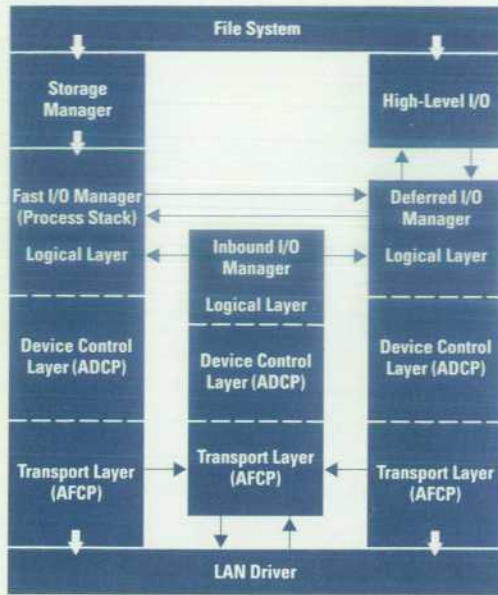 File System
Storage
Manager
High-Level I/O
Fast I/O Manager
(Process Stack)
Logical Layer
Deferred I/O
Manager
Logical Layer
Inbound I/O
Manager
Logical Layer
Device Control
Layer (ADCP)
Device Control
Layer (ADCP)
Device Control
Layer (ADCP)
Transport Layer
(AFCP)
Transport Layer
(AFCP)
Transport Layer
(AFCP)
LAN Driver